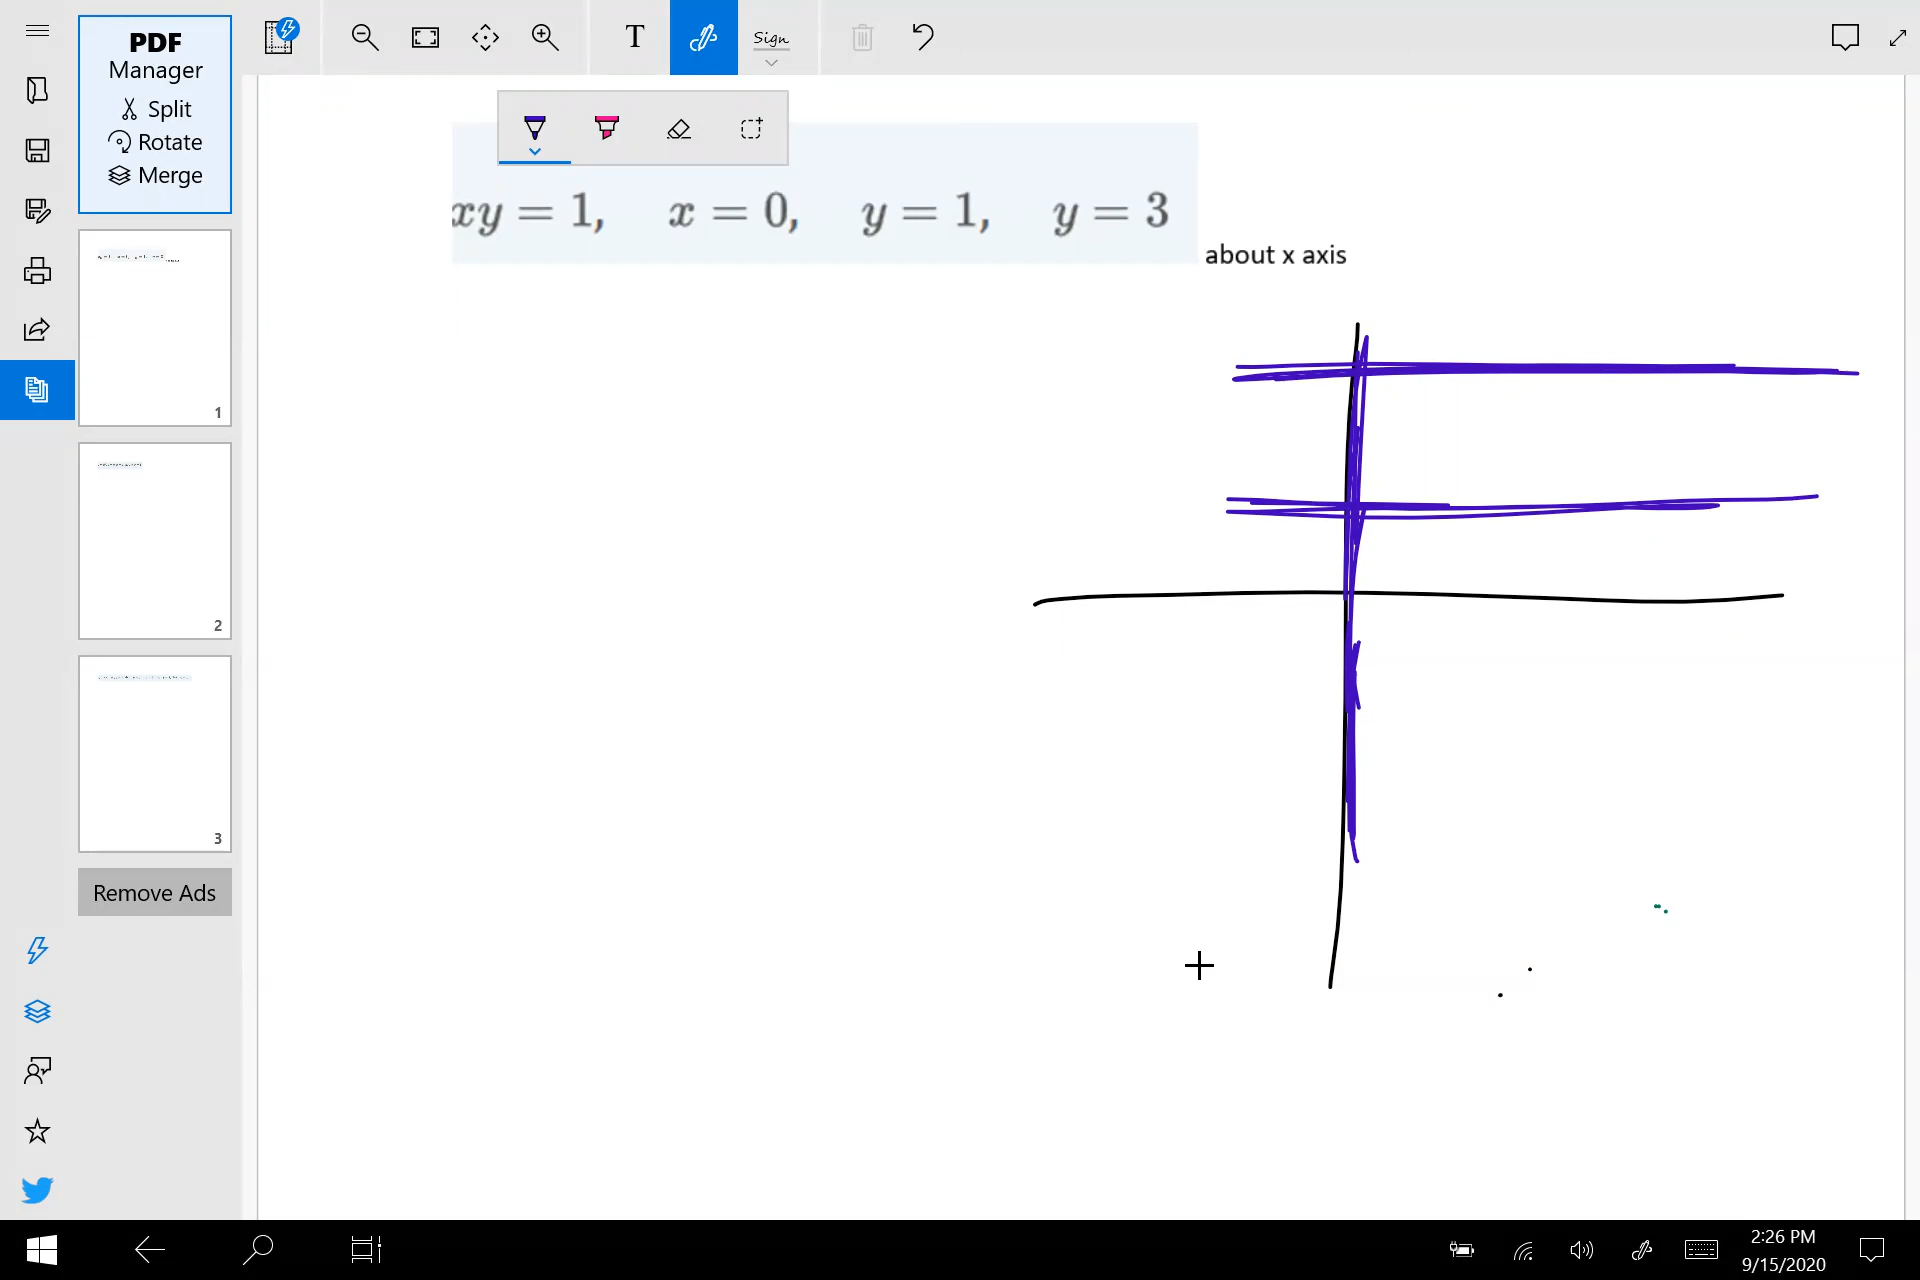 PDF
Manager
Split
Rotate
Merge
T
Sign
xy = 1, x = 0, y = 1, y = 3
about x axis
1
2
3
Remove Ads
2:26 PM
9/15/2020